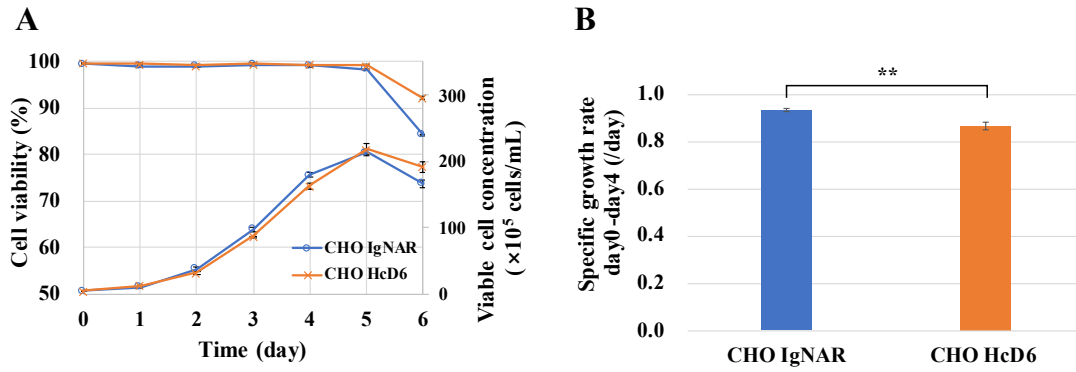 A
Cell viability (%)
100
90
80
70
60
50
300
200
100
0
Viable cell concentration
(×10⁵ cells/mL)
CHO IgNAR
CHO HcD6
0 1 2 3 4 5 6
Time (day)
B
Specific growth rate
day0-day4 (/day)
1.0
0.8
0.6
0.4
0.2
0.0
**
CHO IgNAR CHO HcD6